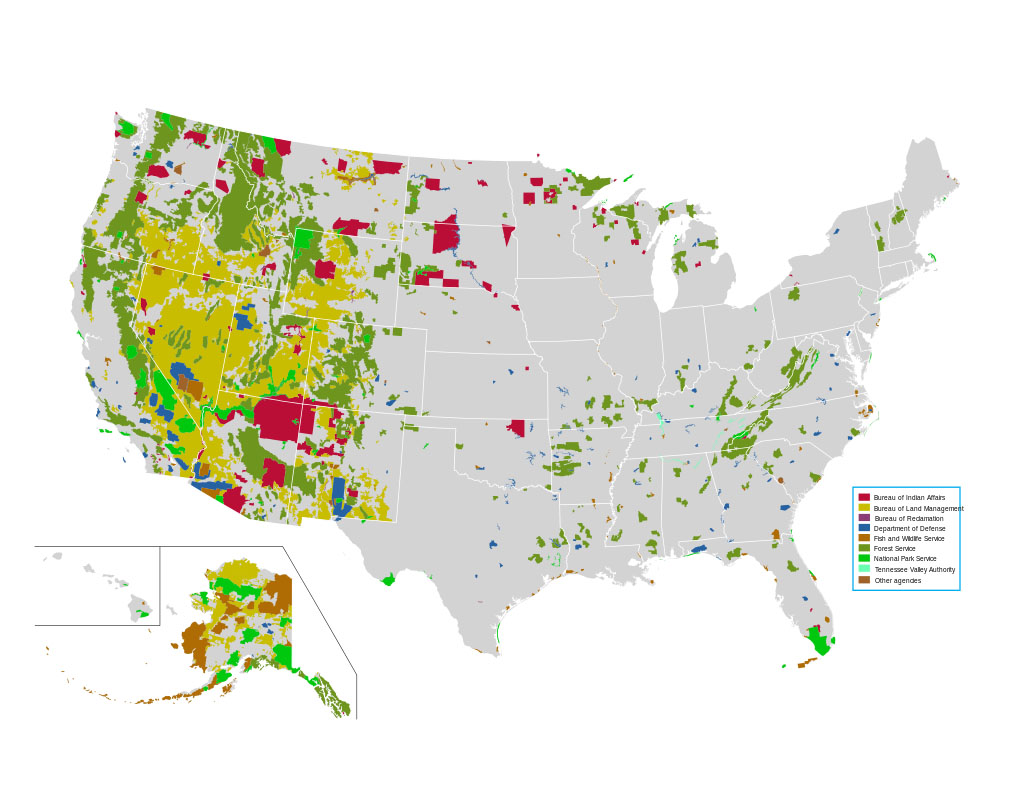 Bureau of Indian Affairs
Bureau of Land Management
Bureau of Reclamation
Department of Defense
Fish and Wildlife Service
Forest Service
National Park Service
Tennessee Valley Authority
Other agencies